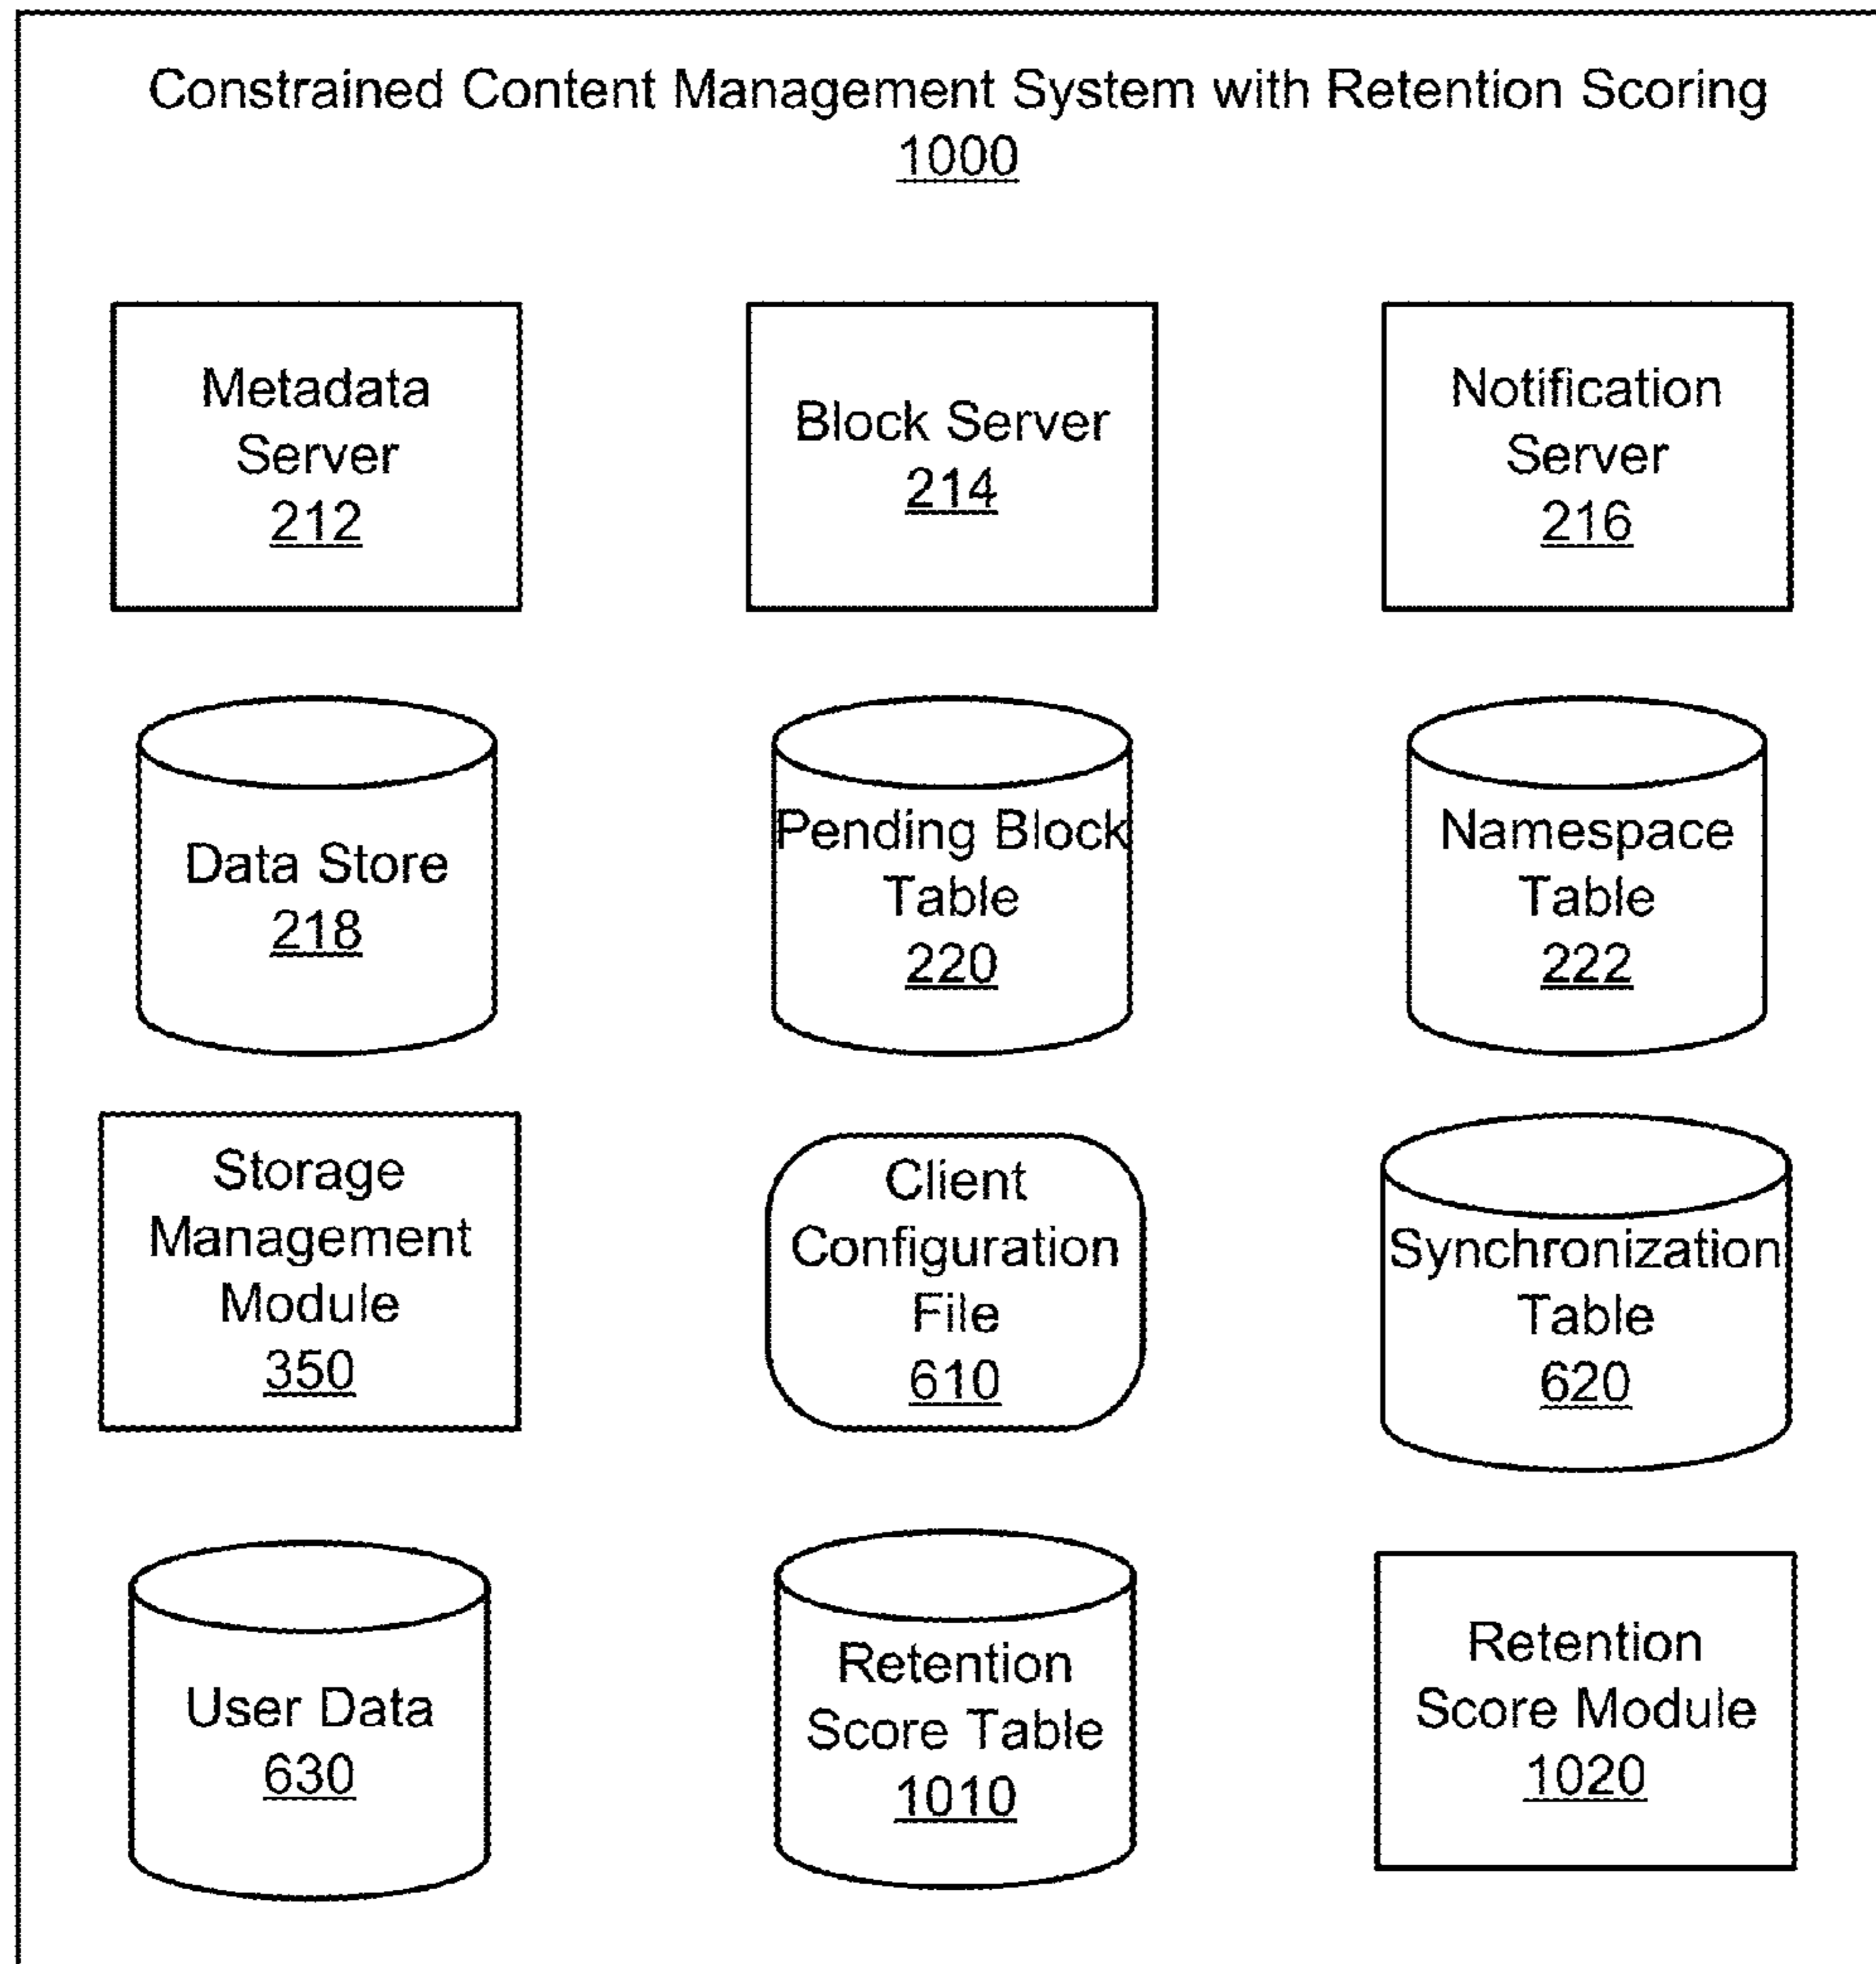 Constrained Content Management System with Retention Scoring
1000
Metadata
Server
212
Block Server
214
Notification
Server
216
Data Store
218
Pending Block
Table
220
Namespace
Table
222
Storage
Management
Module
350
Client
Configuration
File
610
Synchronization
Table
620
User Data
630
Retention
Score Table
1010
Retention
Score Module
1020